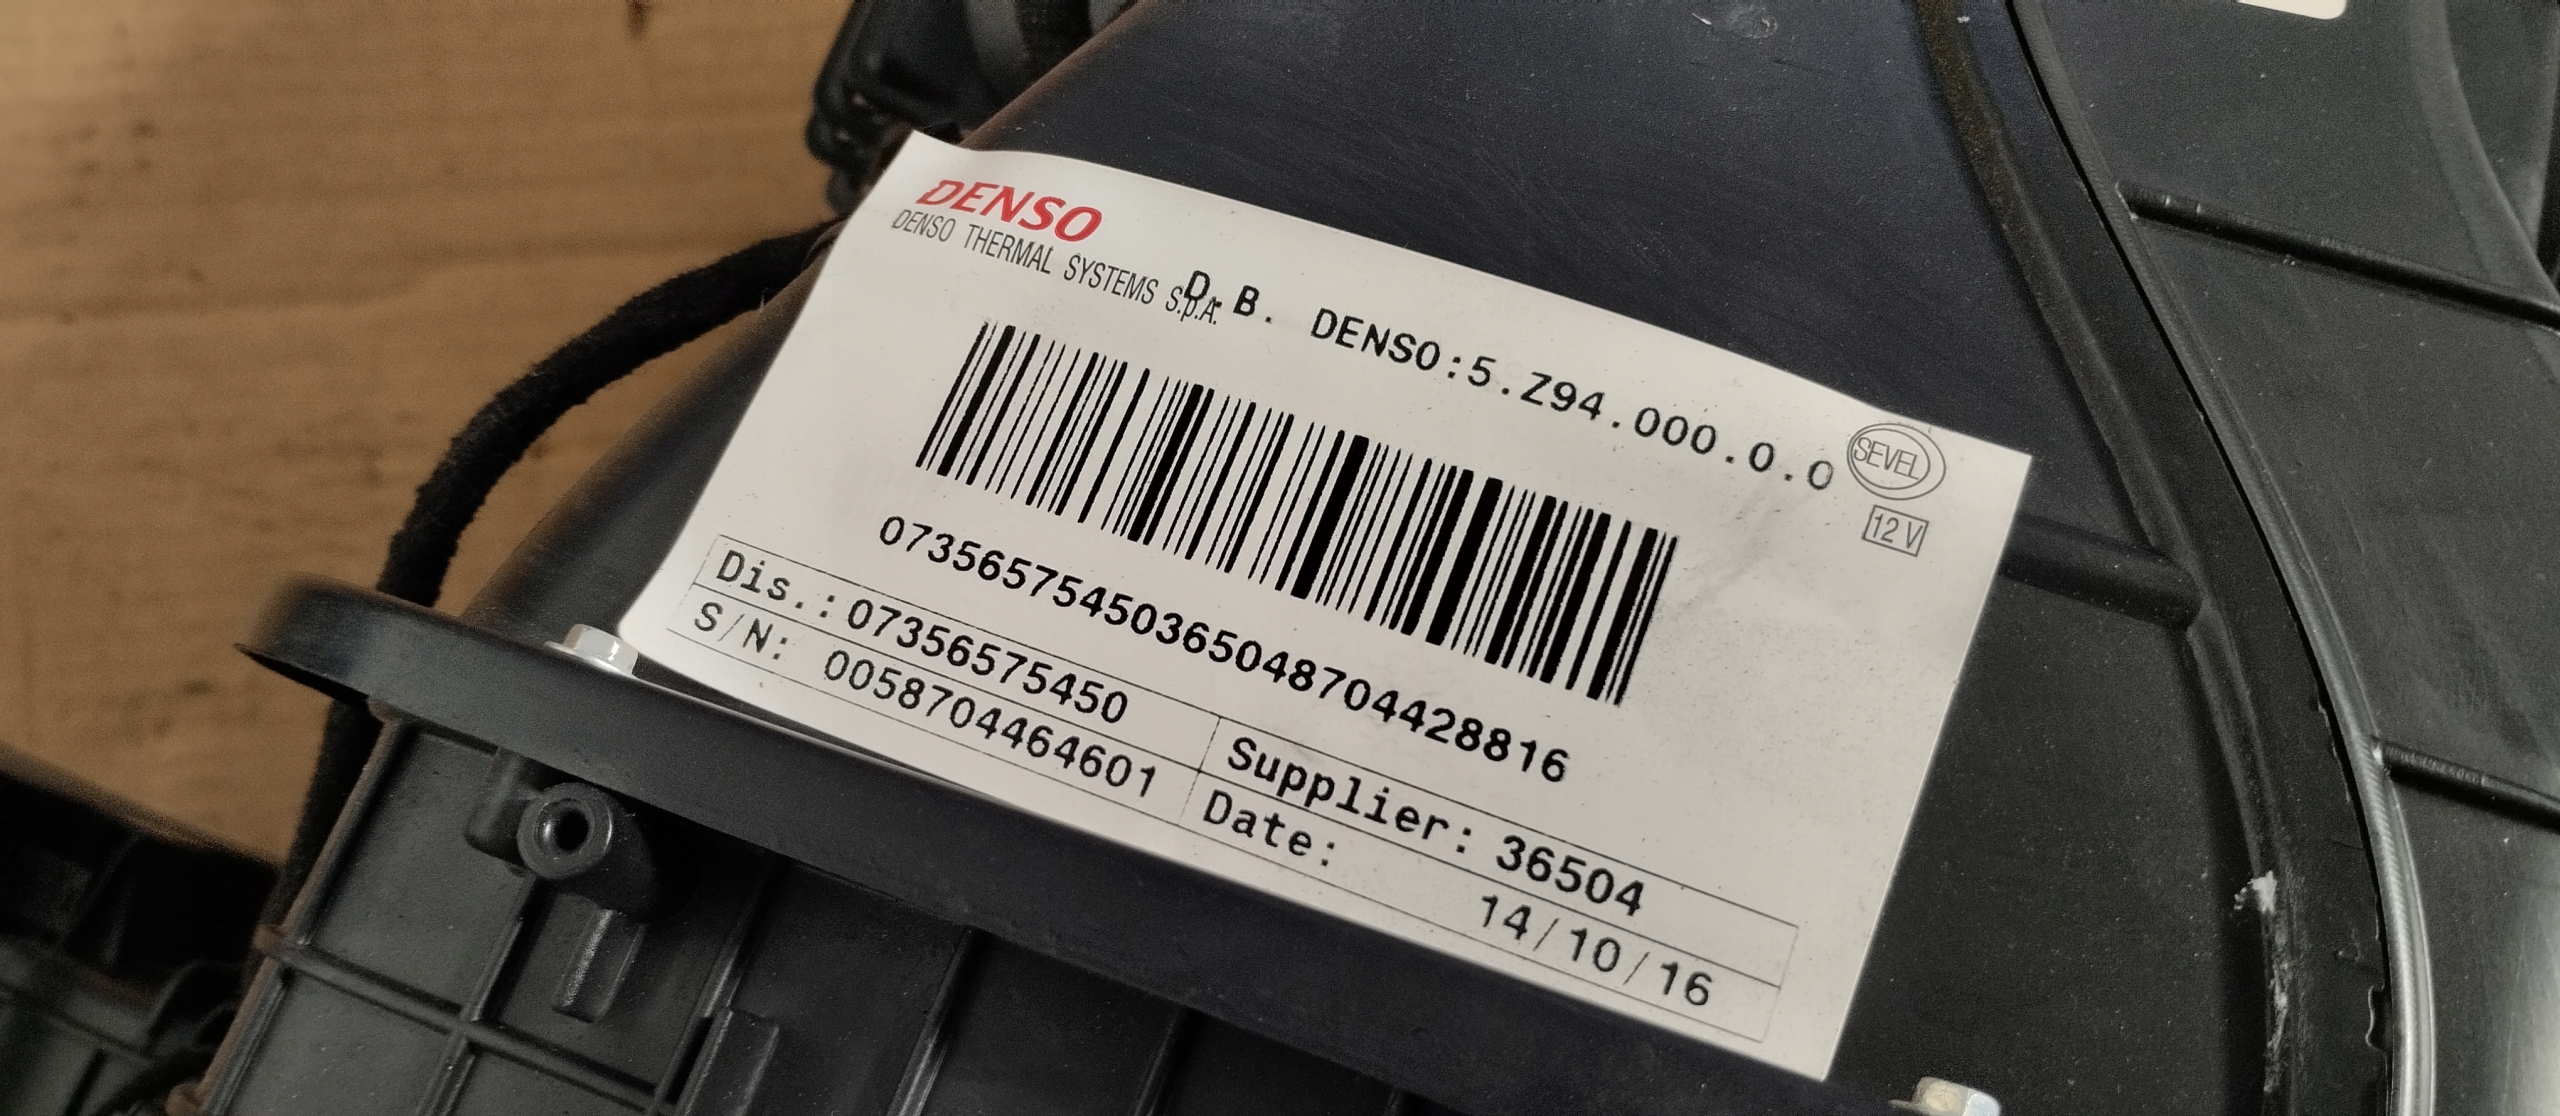 DENSO
DENSO THERMAL SYSTEMS S.p.A.
D.B. DENSO:5.Z94.000.0.0
SEVEL
12 V
07356575450365048704428816
Dis.:07356575450
Supplier: 36504
S/N: 0058704464601
Date: 14/10/16